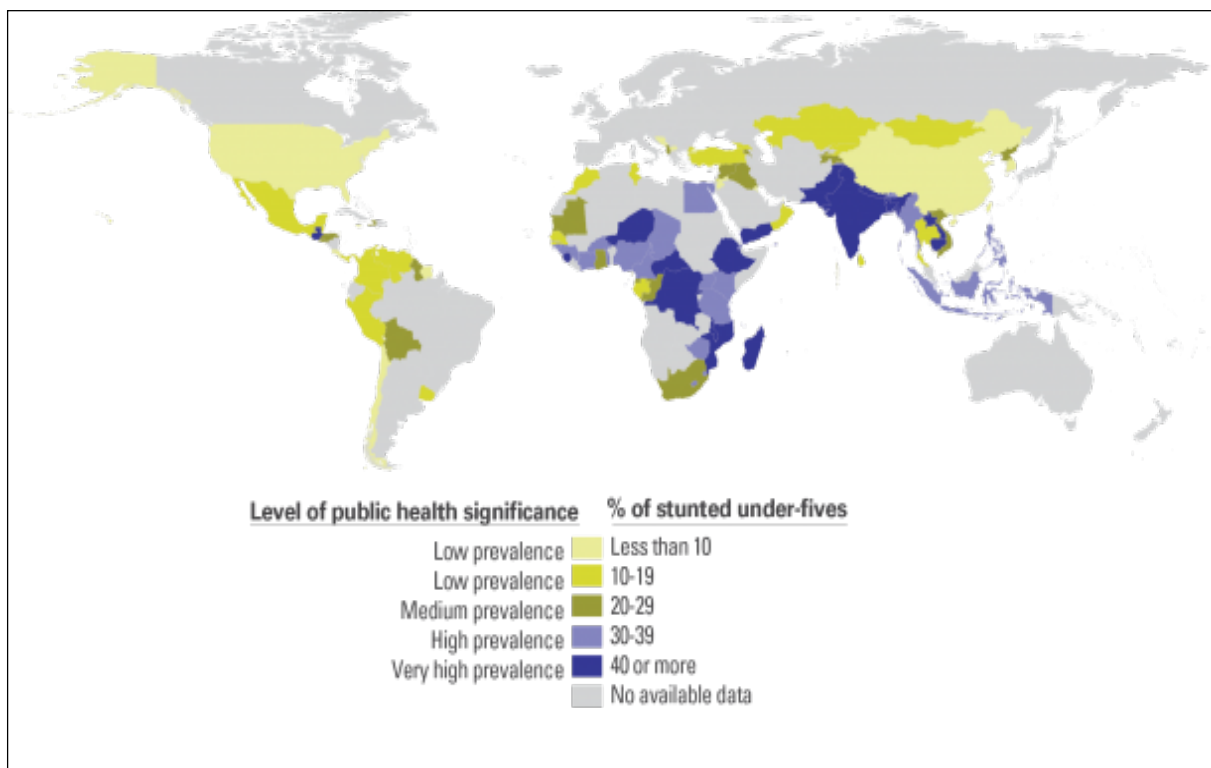 Level of public health significance % of stunted under-fives
Low prevalence Less than 10
Low prevalence 10-19
Medium prevalence 20-29
High prevalence 30-39
Very high prevalence 40 or more
No available data